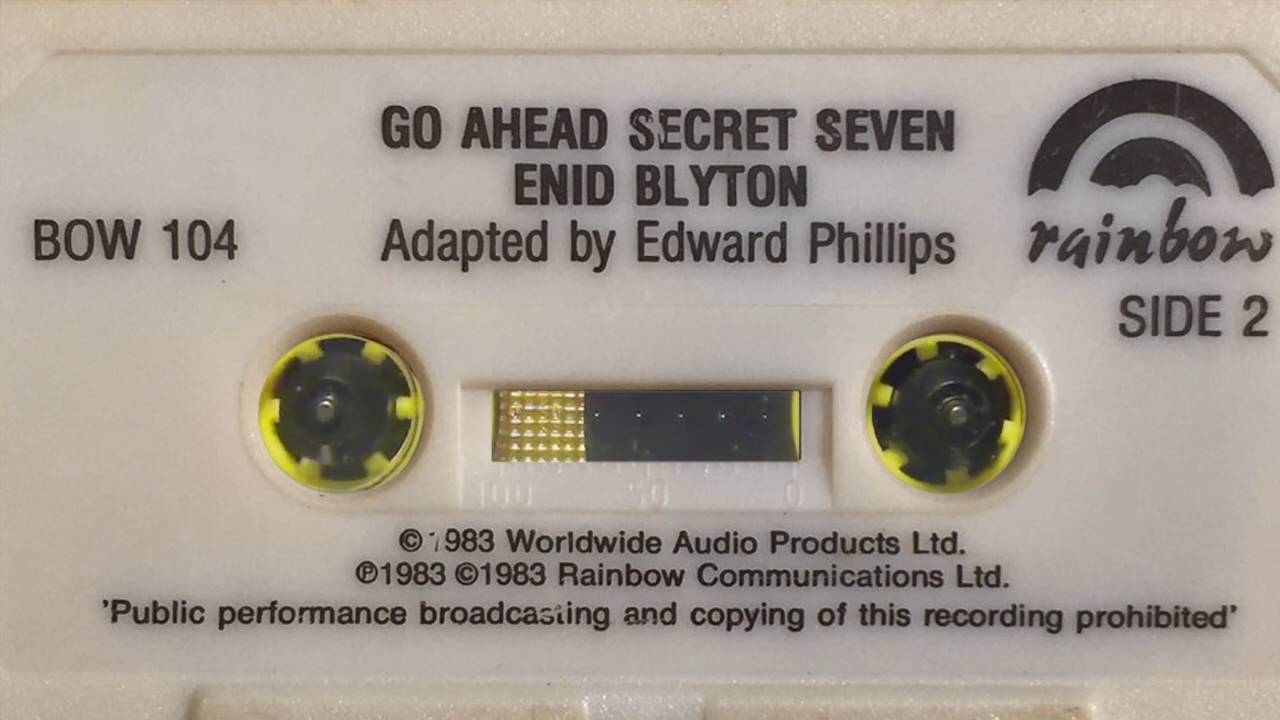 GO AHEAD SECRET SEVEN
ENID BLYTON
BOW 104
Adapted by Edward Phillips
rainbow
SIDE 2
100 50 0
© 1983 Worldwide Audio Products Ltd.
℗1983 ©1983 Rainbow Communications Ltd.
'Public performance broadcasting and copying of this recording prohibited'